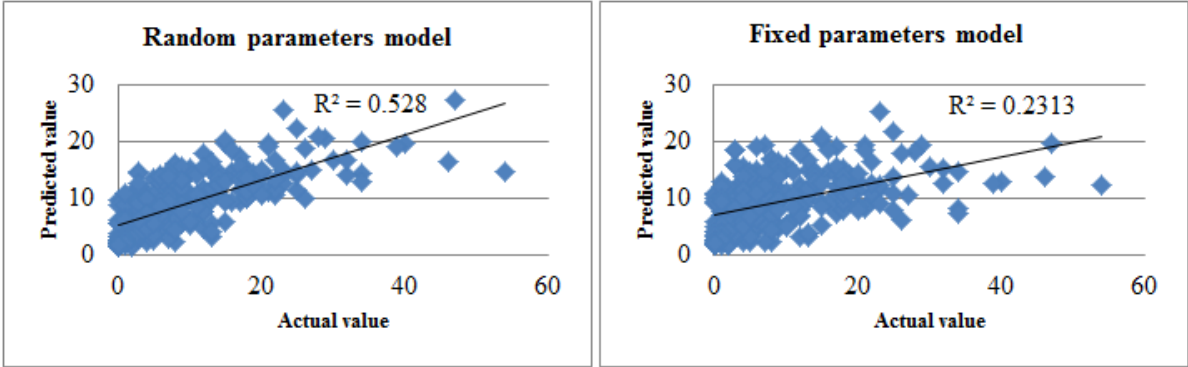 Random parameters model
30
20
10
0
Predicted value
R² = 0.528
0 20 40 60
Actual value
Fixed parameters model
30
20
10
0
Predicted value
R² = 0.2313
0 20 40 60
Actual value